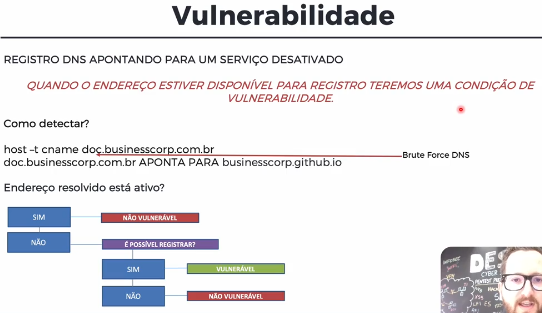 Vulnerabilidade
REGISTRO DNS APONTANDO PARA UM SERVIÇO DESATIVADO
QUANDO O ENDEREÇO ESTIVER DISPONÍVEL PARA REGISTRO TEREMOS UMA CONDIÇÃO DE
VULNERABILIDADE.
Como detectar?
host –t cname doc.businesscorp.com.br
Brute Force DNS
doc.businesscorp.com.br APONTA PARA businesscorp.github.io
Endereço resolvido está ativo?
SIM
NÃO VULNERÁVEL
NÃO
É POSSÍVEL REGISTRAR?
SIM
VULNERÁVEL
NÃO
NÃO VULNERÁVEL
DE
CYBER
PENTEST